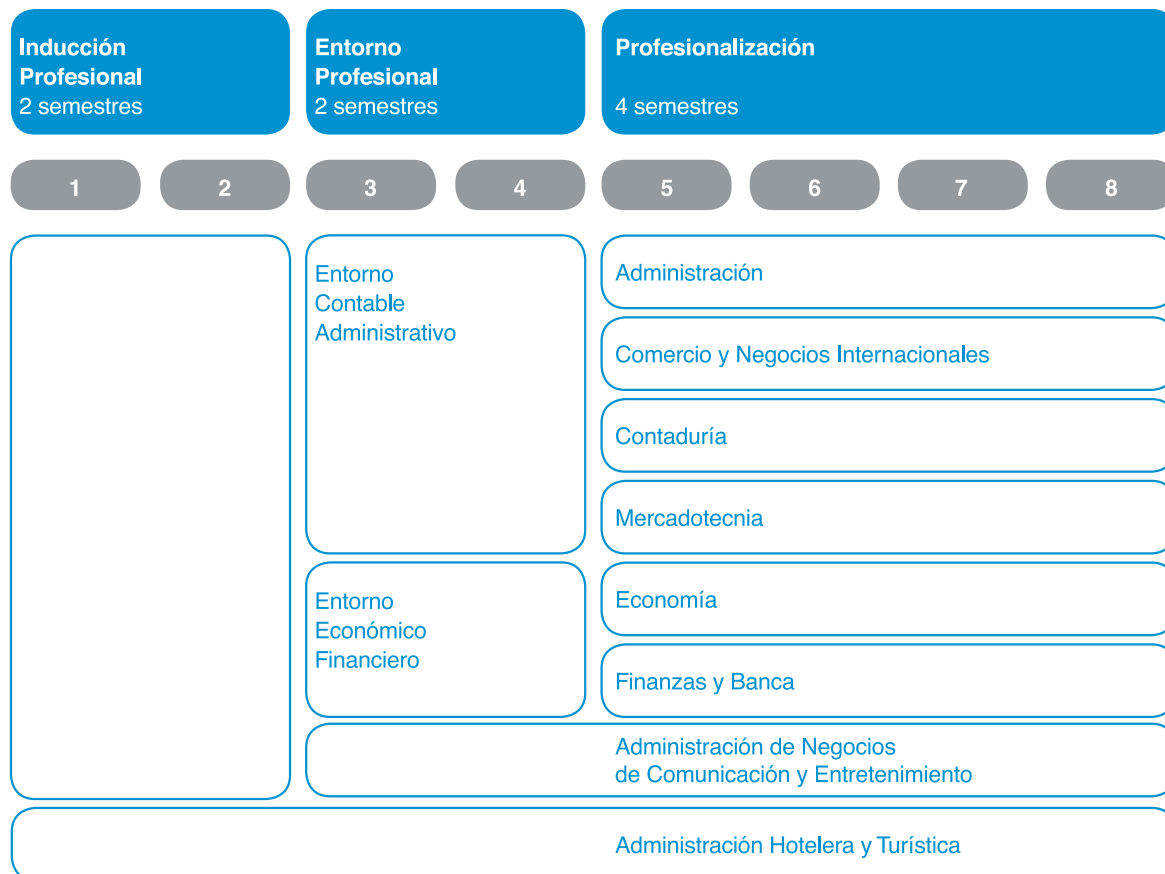 Inducción
Profesional
2 semestres
Entorno
Profesional
2 semestres
Profesionalización
4 semestres
1 2 3 4 5 6 7 8
Entorno
Contable
Administrativo
Entorno
Económico
Financiero
Administración
Comercio y Negocios Internacionales
Contaduría
Mercadotecnia
Economía
Finanzas y Banca
Administración de Negocios
de Comunicación y Entretenimiento
Administración Hotelera y Turística